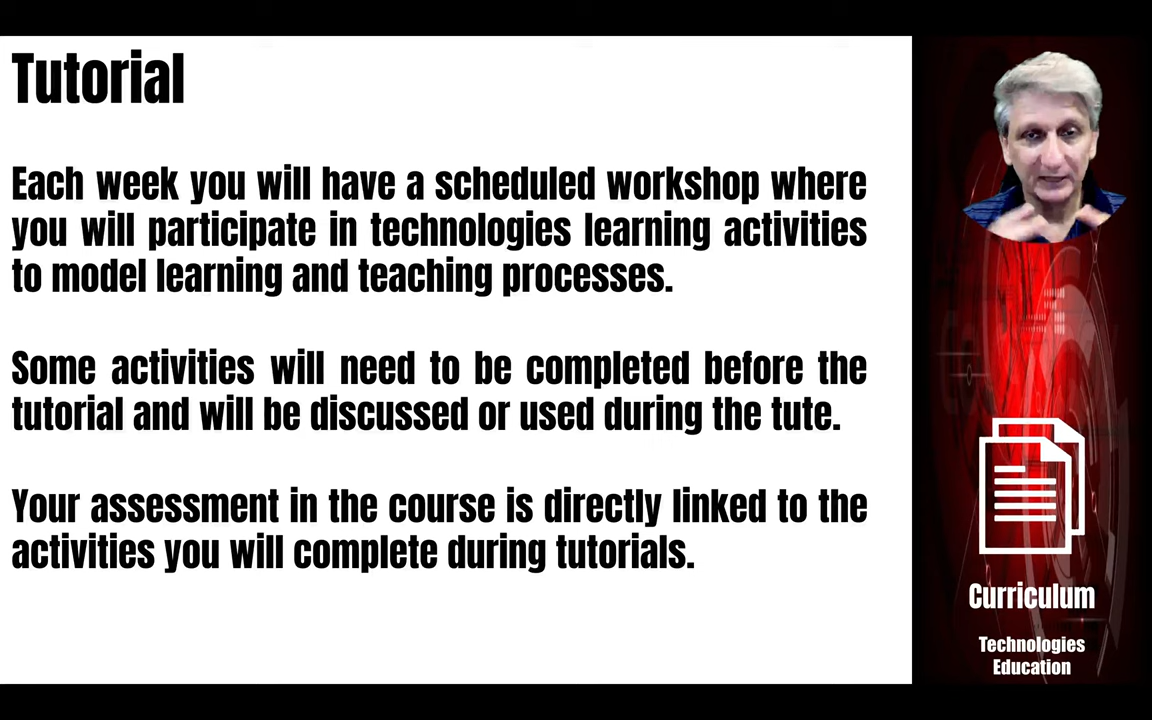 Tutorial
Each week you will have a scheduled workshop where
you will participate in technologies learning activities
to model learning and teaching processes.
Some activities will need to be completed before the
tutorial and will be discussed or used during the tute.
Your assessment in the course is directly linked to the
activities you will complete during tutorials.
Curriculum
Technologies
Education